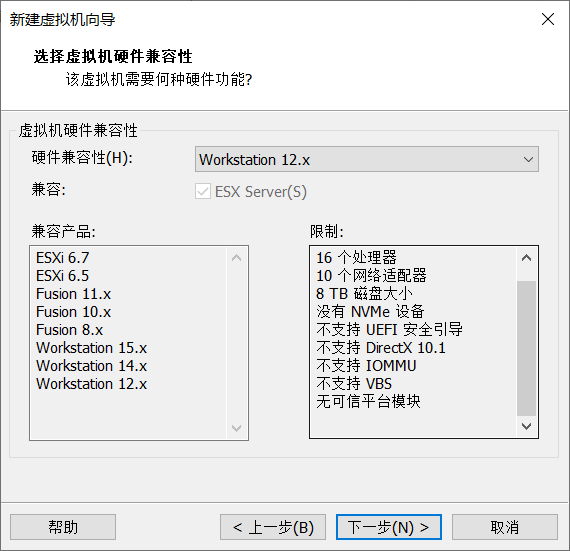 新建虚拟机向导
选择虚拟机硬件兼容性
该虚拟机需要何种硬件功能?
虚拟机硬件兼容性
硬件兼容性(H):
Workstation 12.x
兼容:
ESX Server(S)
兼容产品:
ESXi 6.7
ESXi 6.5
Fusion 11.x
Fusion 10.x
Fusion 8.x
Workstation 15.x
Workstation 14.x
Workstation 12.x
限制:
16 个处理器
10 个网络适配器
8 TB 磁盘大小
没有 NVMe 设备
不支持 UEFI 安全引导
不支持 DirectX 10.1
不支持 IOMMU
不支持 VBS
无可信平台模块
帮助
< 上一步(B)
下一步(N) >
取消